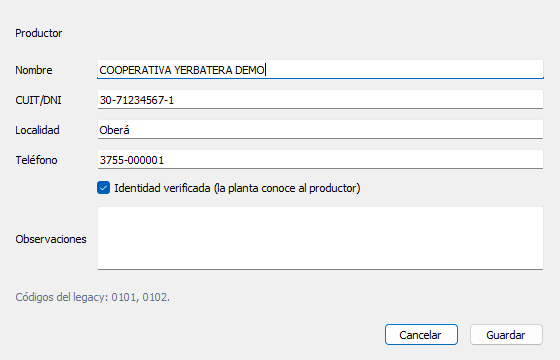 Productor
Nombre COOPERATIVA YERBATERA DEMO
CUIT/DNI 30-71234567-1
Localidad Oberá
Teléfono 3755-000001
Identidad verificada (la planta conoce al productor)
Observaciones
Códigos del legacy: 0101, 0102.
Cancelar Guardar